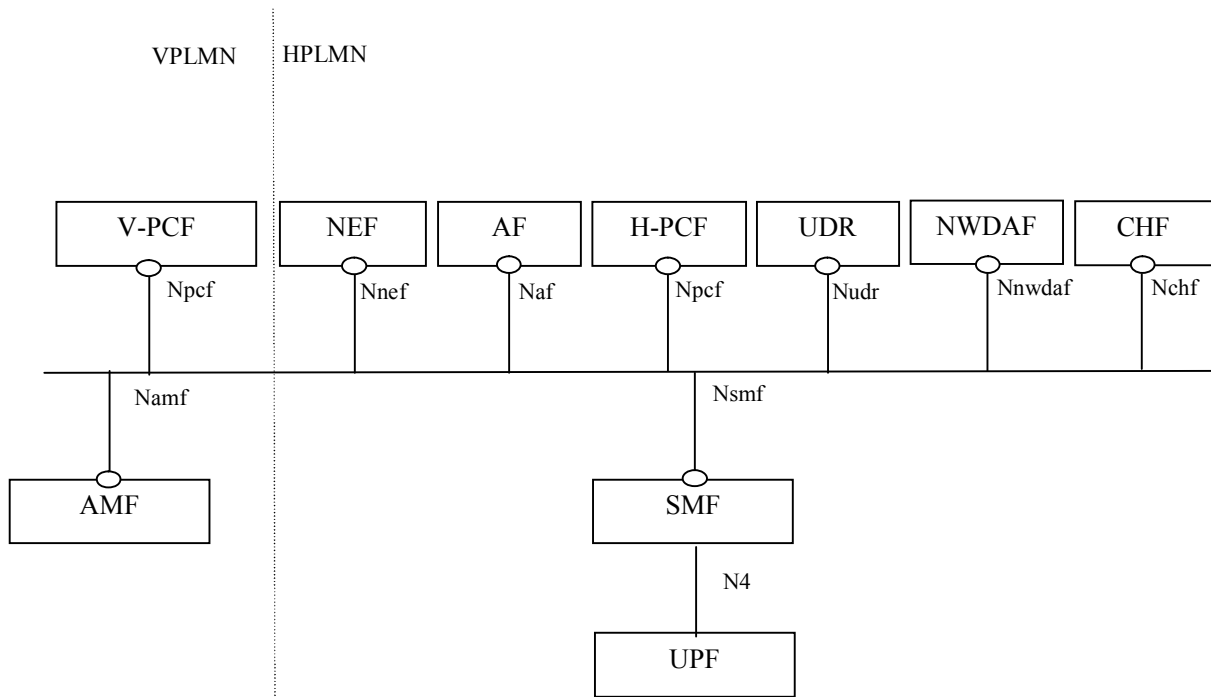 VPLMN HPLMN
V-PCF NEF AF H-PCF UDR NWDAF CHF
Npcf Nnef Naf Npcf Nudr Nnwdaf Nchf
Namf Nsmf
AMF SMF
N4
UPF